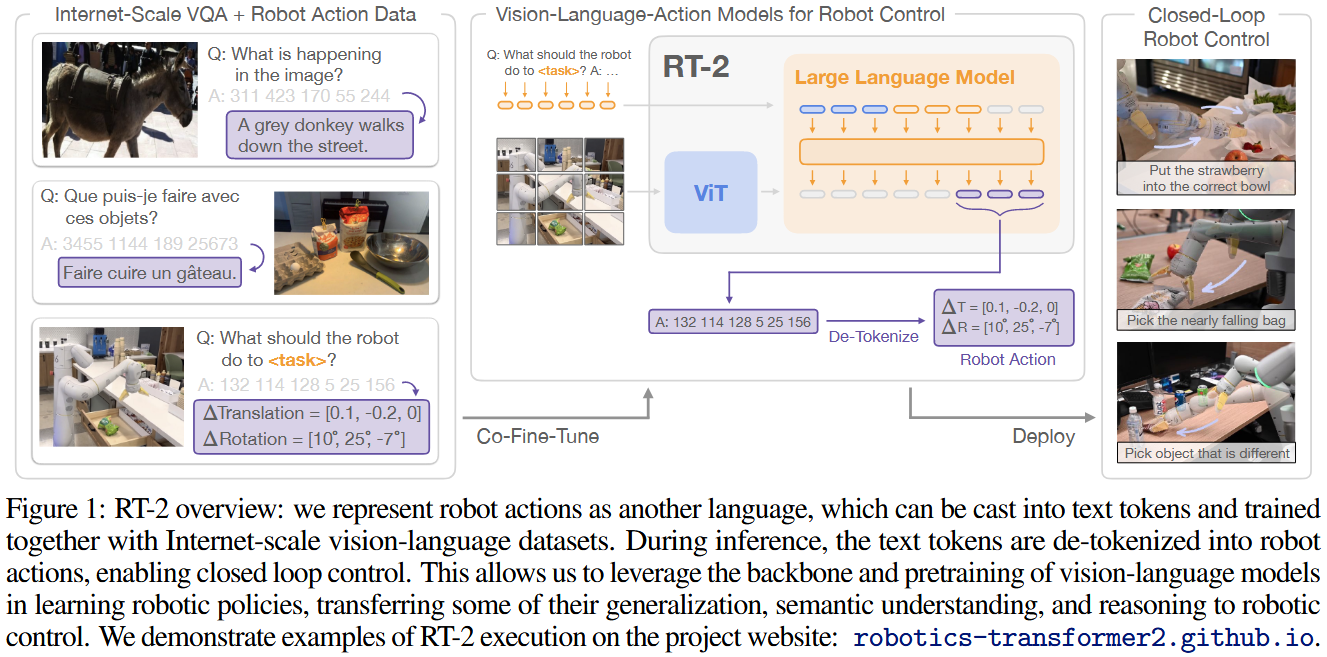 Internet-Scale VQA + Robot Action Data
Q: What is happening
in the image?
A: 311 423 170 55 244
A grey donkey walks
down the street.
Q: Que puis-je faire avec
ces objets?
A: 3455 1144 189 25673
Faire cuire un gâteau.
Q: What should the robot
do to <task>?
A: 132 114 128 5 25 156
ΔTranslation = [0.1, -0.2, 0]
ΔRotation = [10°, 25°, -7°]
Co-Fine-Tune
Vision-Language-Action Models for Robot Control
Q: What should the robot
do to <task>? A: ...
RT-2
Large Language Model
ViT
A: 132 114 128 5 25 156
De-Tokenize
ΔT = [0.1, -0.2, 0]
ΔR = [10°, 25°, -7°]
Robot Action
Deploy
Closed-Loop
Robot Control
Put the strawberry
into the correct bowl
Pick the nearly falling bag
Pick object that is different
Figure 1: RT-2 overview: we represent robot actions as another language, which can be cast into text tokens and trained
together with Internet-scale vision-language datasets. During inference, the text tokens are de-tokenized into robot
actions, enabling closed loop control. This allows us to leverage the backbone and pretraining of vision-language models
in learning robotic policies, transferring some of their generalization, semantic understanding, and reasoning to robotic
control. We demonstrate examples of RT-2 execution on the project website: robotics-transformer2.github.io.